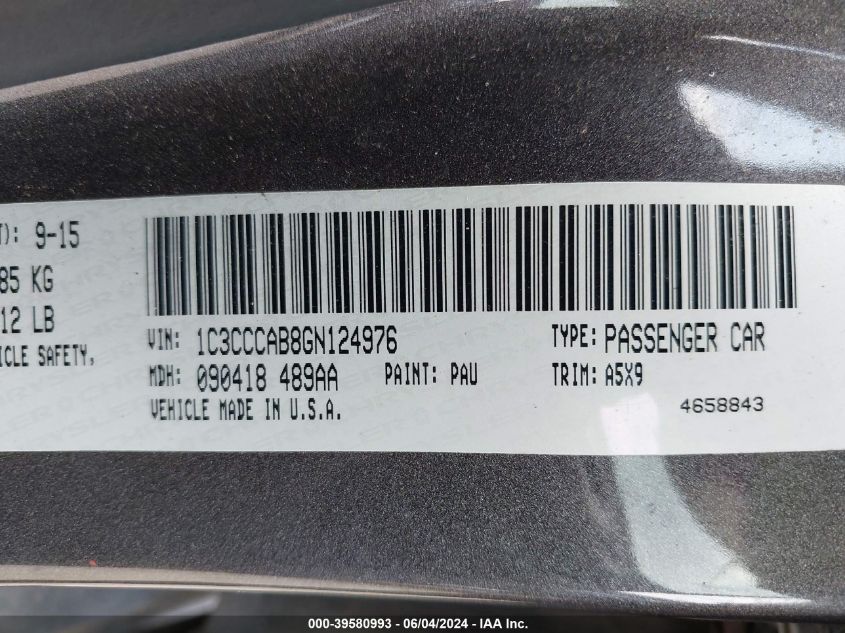 T): 9-15
85 KG
12 LB
ICLE SAFETY,
VIN: 1C3CCCAB8GN124976 TYPE: PASSENGER CAR
MDH: 090418 489AA PAINT: PAU TRIM: A5X9
VEHICLE MADE IN U.S.A. 4658843
000-39580993 - 06/04/2024 - IAA Inc.